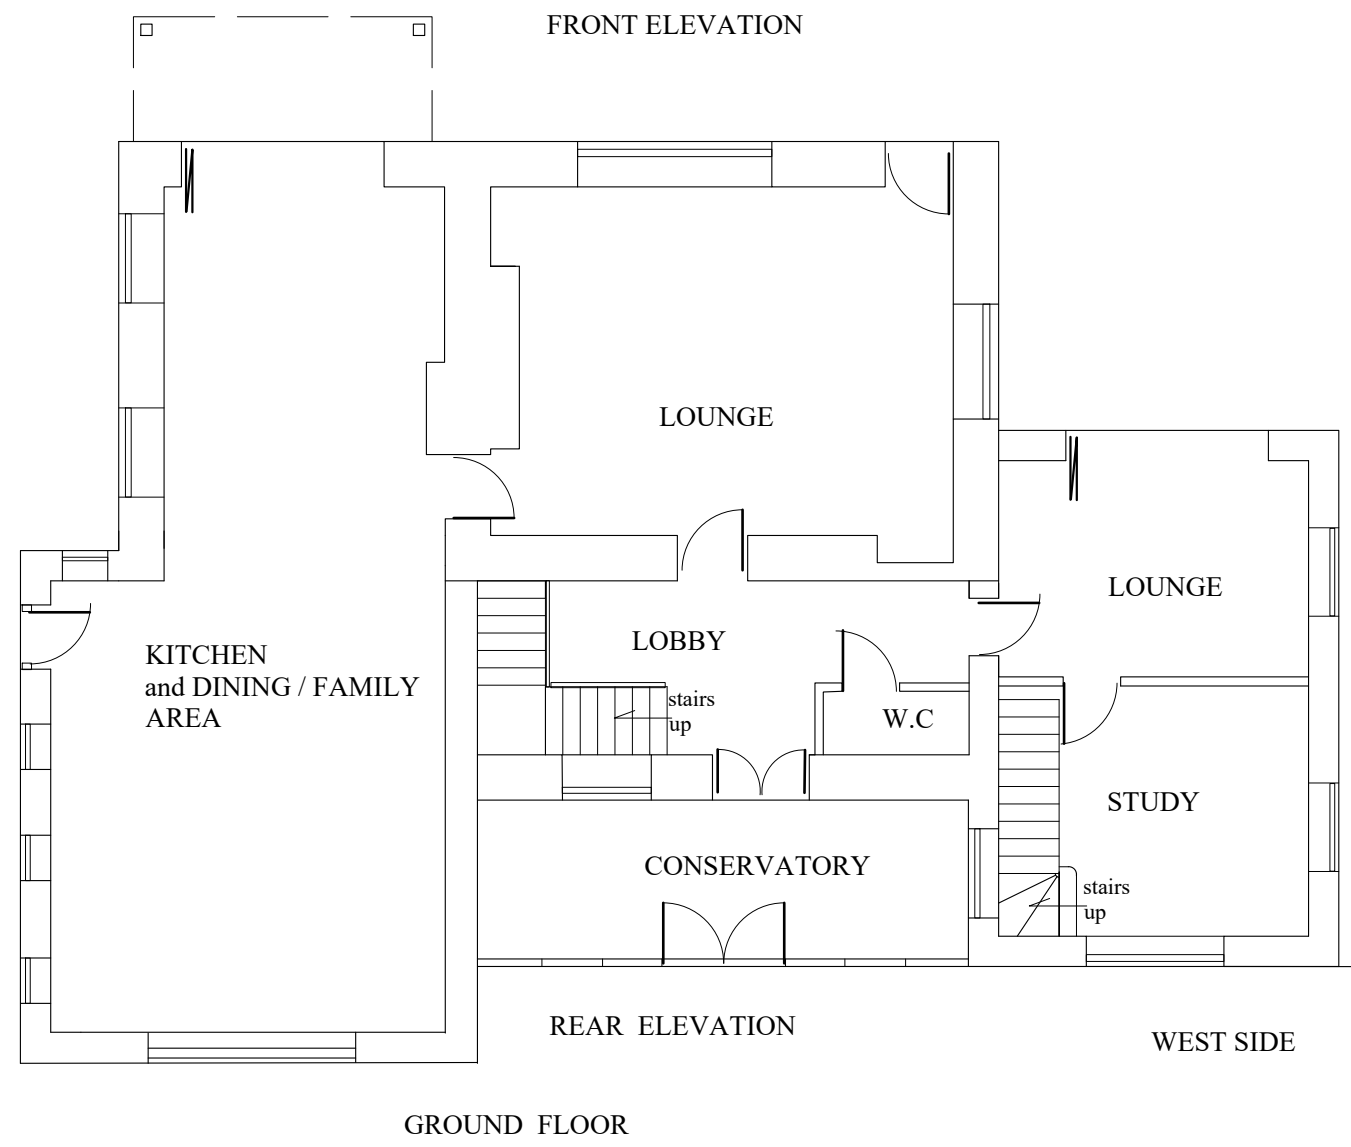 FRONT ELEVATION
LOUNGE
LOUNGE
LOBBY
KITCHEN
and DINING / FAMILY
AREA
stairs
up
W.C
STUDY
CONSERVATORY
stairs
up
REAR ELEVATION
WEST SIDE
GROUND FLOOR